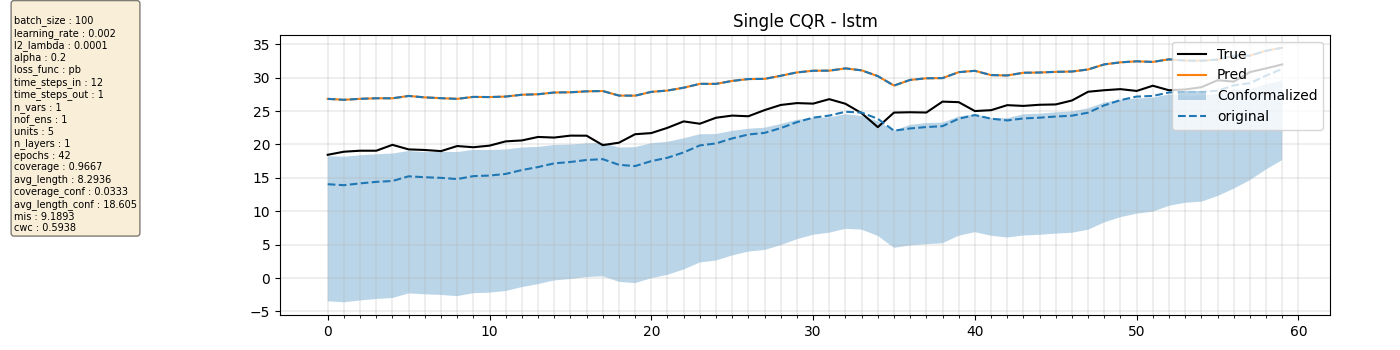 batch_size : 100
learning_rate : 0.002
l2_lambda : 0.0001
alpha : 0.2
loss_func : pb
time_steps_in : 12
time_steps_out : 1
n_vars : 1
nof_ens : 1
units : 5
n_layers : 1
epochs : 42
coverage : 0.9667
avg_length : 8.2936
coverage_conf : 0.0333
avg_length_conf : 18.605
mis : 9.1893
cwc : 0.5938
Single CQR - lstm
35
30
25
20
15
10
5
0
−5
0 10 20 30 40 50 60
True
Pred
Conformalized
original